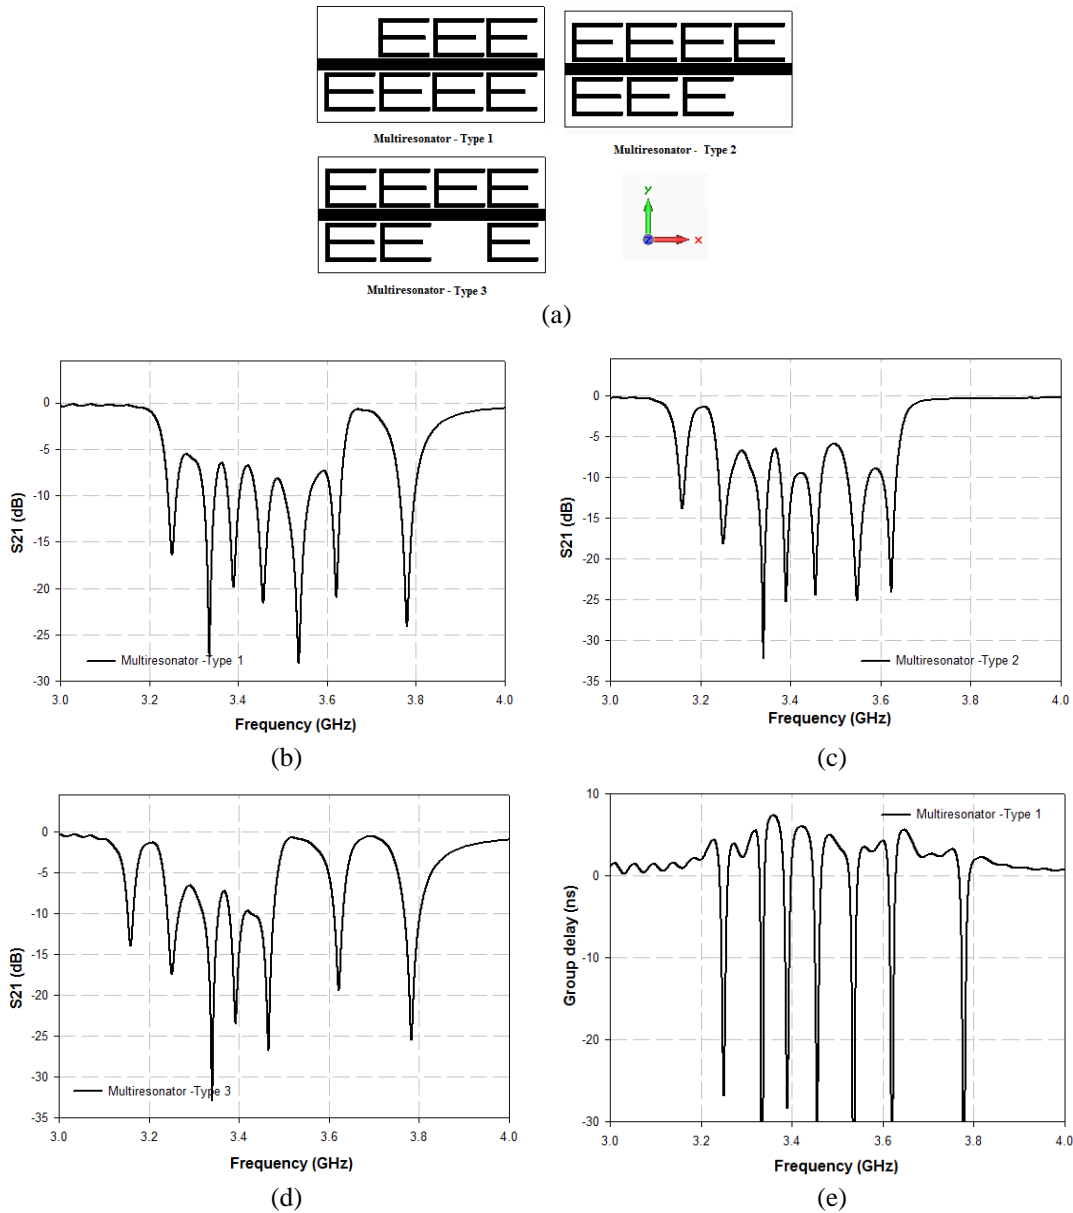 Multiresonator - Type 1
Multiresonator - Type 2
Y
Z
X
Multiresonator - Type 3
(a)
0
-5
-10
-15
-20
-25
-30
S21 (dB)
Multiresonator -Type 1
3.0 3.2 3.4 3.6 3.8 4.0
Frequency (GHz)
(b)
0
-5
-10
-15
-20
-25
-30
-35
S21 (dB)
Multiresonator -Type 2
3.0 3.2 3.4 3.6 3.8 4.0
Frequency (GHz)
(c)
0
-5
-10
-15
-20
-25
-30
-35
S21 (dB)
Multiresonator -Type 3
3.0 3.2 3.4 3.6 3.8 4.0
Frequency (GHz)
(d)
10
0
-10
-20
-30
Group delay (ns)
Multiresonator -Type 1
3.0 3.2 3.4 3.6 3.8 4.0
Frequency (GHz)
(e)